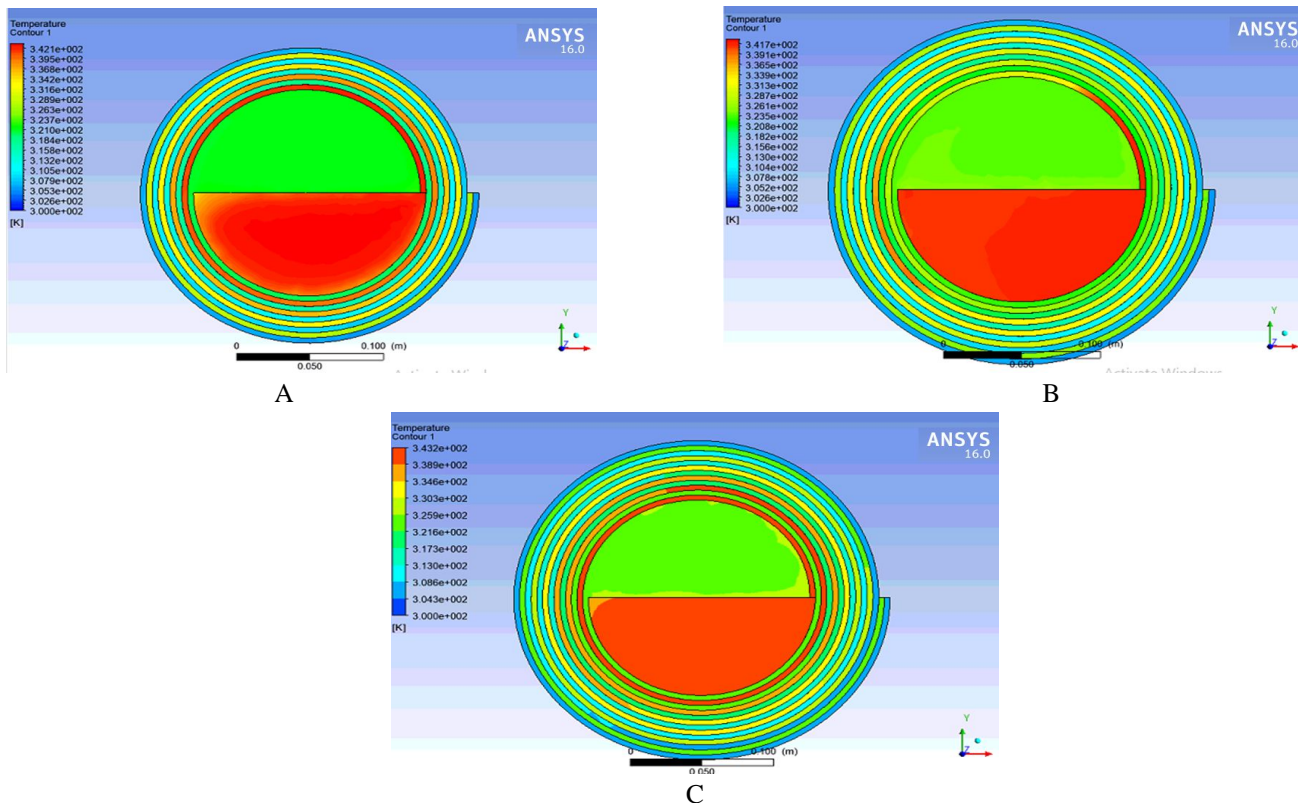 Temperature
Contour 1
3.421e+002
3.395e+002
3.368e+002
3.342e+002
3.316e+002
3.289e+002
3.263e+002
3.237e+002
3.210e+002
3.184e+002
3.158e+002
3.132e+002
3.105e+002
3.079e+002
3.053e+002
3.026e+002
3.000e+002
[K]
ANSYS
16.0
0
0.100 (m)
0.050
Y
Z
A
Temperature
Contour 1
3.417e+002
3.391e+002
3.365e+002
3.339e+002
3.313e+002
3.287e+002
3.261e+002
3.235e+002
3.208e+002
3.182e+002
3.156e+002
3.130e+002
3.104e+002
3.078e+002
3.052e+002
3.026e+002
3.000e+002
[K]
ANSYS
16.0
0
0.100 (m)
0.050
Y
Z
Activate Windows
B
Temperature
Contour 1
3.432e+002
3.389e+002
3.346e+002
3.303e+002
3.259e+002
3.216e+002
3.173e+002
3.130e+002
3.086e+002
3.043e+002
3.000e+002
[K]
ANSYS
16.0
0
0.100 (m)
0.050
Y
Z
C